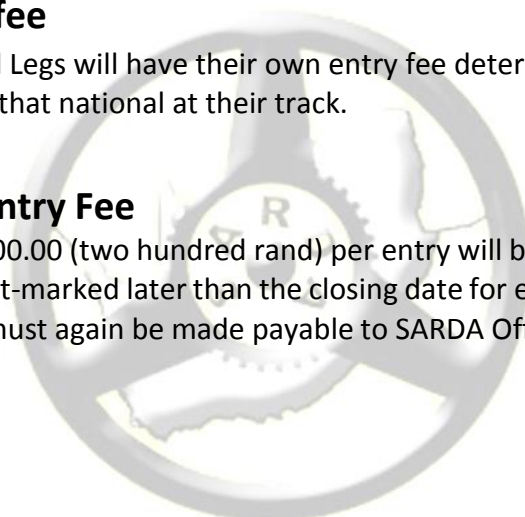 fee
l Legs will have their own entry fee deter
that national at their track.
ntry Fee
00.00 (two hundred rand) per entry will b
t-marked later than the closing date for e
nust again be made payable to SARDA Of
R